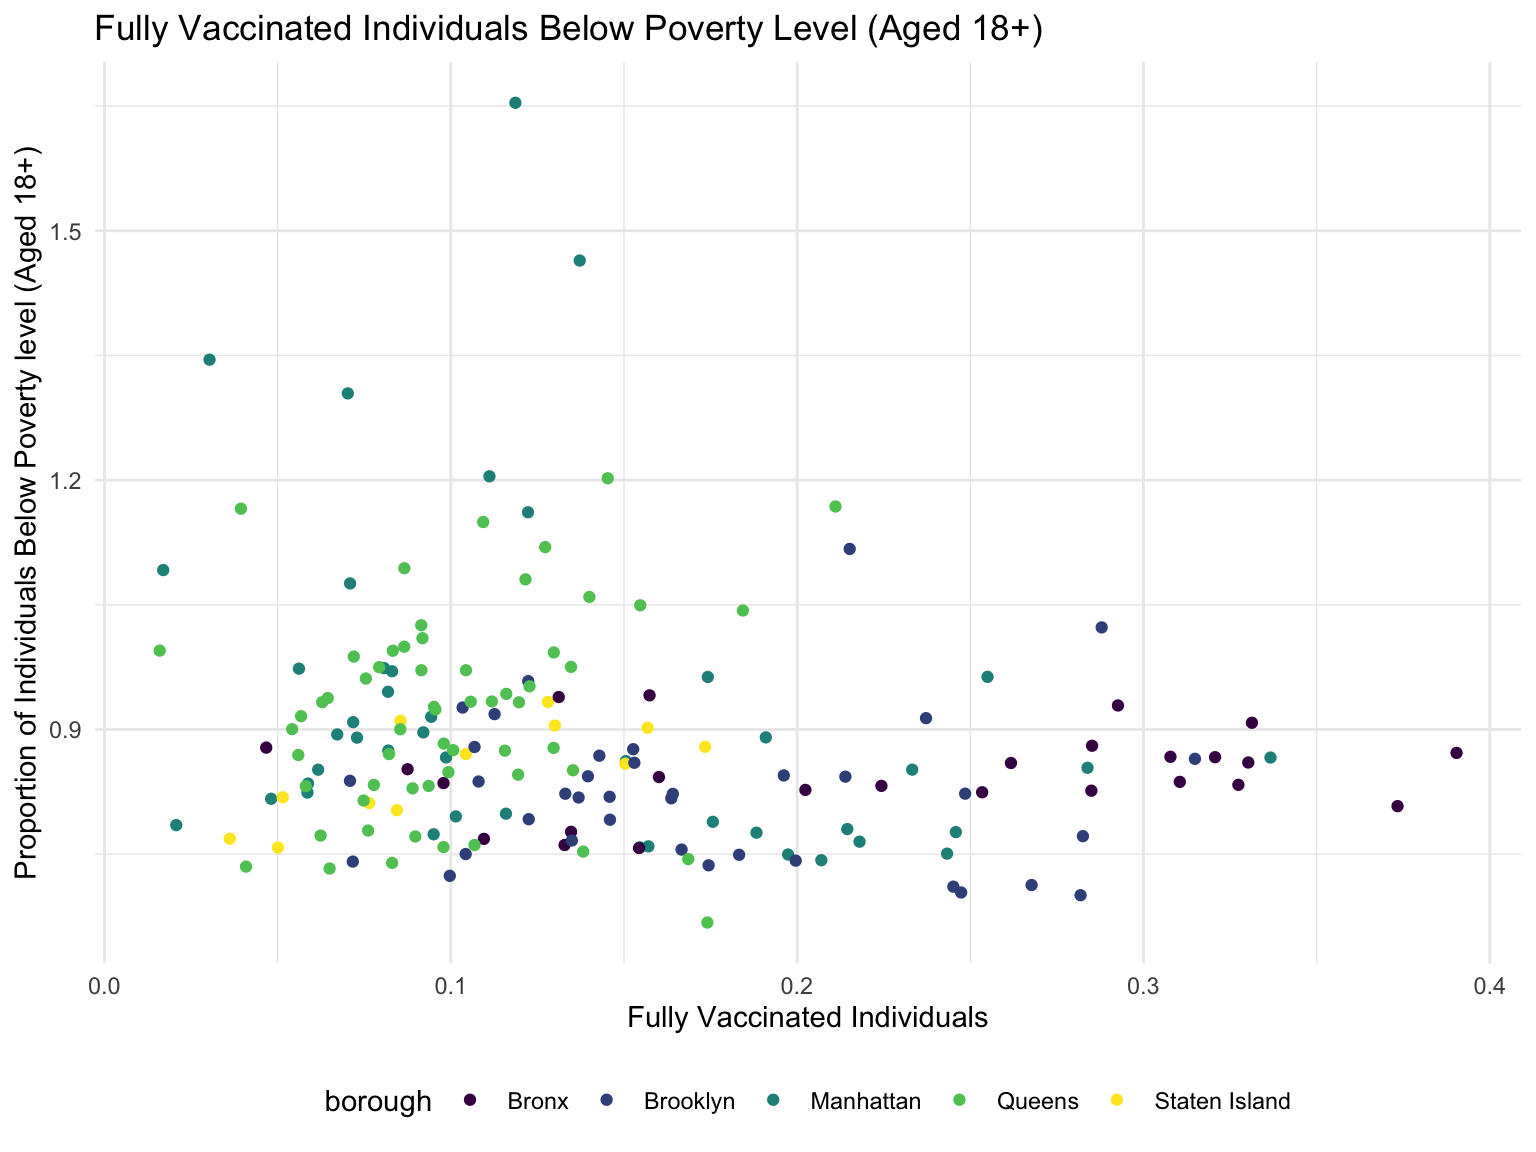 Fully Vaccinated Individuals Below Poverty Level (Aged 18+)
Proportion of Individuals Below Poverty level (Aged 18+)
1.5
1.2
0.9
0.0 0.1 0.2 0.3 0.4
Fully Vaccinated Individuals
borough Bronx Brooklyn Manhattan Queens Staten Island